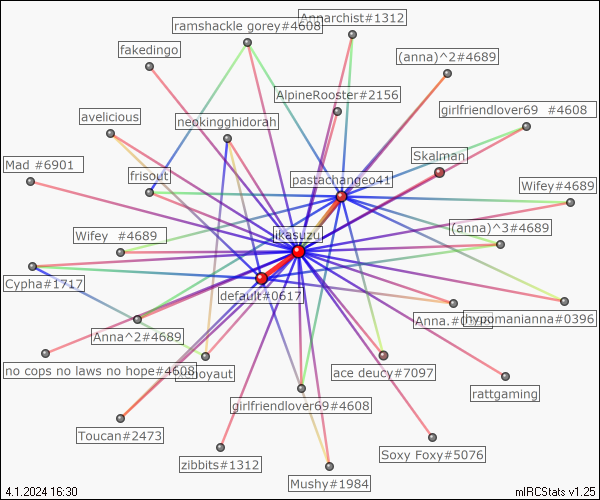 Annarchist#1312
ramshackle gorey#4608
fakedingo
(anna)^2#4689
AlpineRooster#2156
girlfriendlover69 #4608
avelicious
neokingghidorah
Skalman
Mad #6901
frisout
pastachangeo41
Wifey#4689
(anna)^3#4689
Wifey #4689
ikasuzu
Cypha#1717
default#0617
Anna.#0
hypomanianna#0396
Anna^2#4689
no cops no laws no hope#4608
ace deucy#7097
rattgaming
girlfriendlover69#4608
Toucan#2473
Soxy Foxy#5076
zibbits#1312
Mushy#1984
4.1.2024 16:30
mIRCStats v1.25